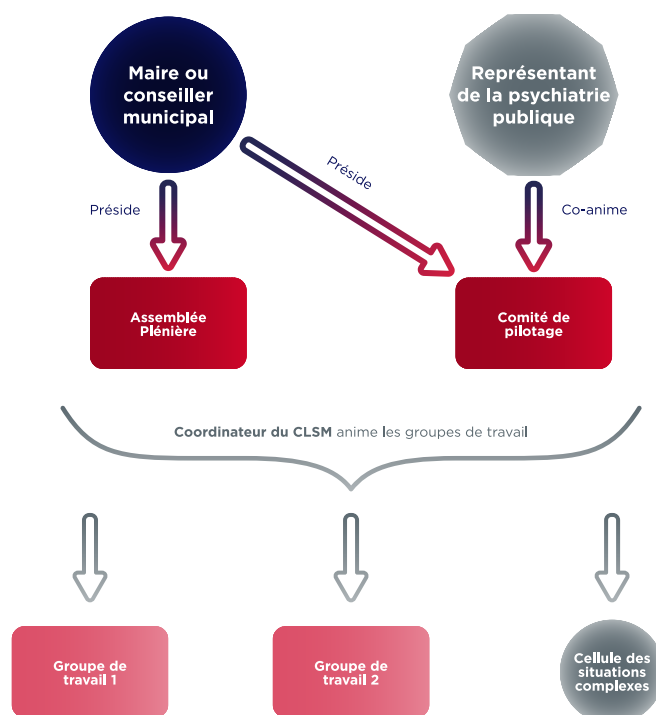 Maire ou
conseiller
municipal
Représentant
de la psychiatrie
publique
Préside
Préside
Co-anime
Assemblée
Plénière
Comité de
pilotage
Coordinateur du CLSM anime les groupes de travail
Groupe de
travail 1
Groupe de
travail 2
Cellule des
situations
complexes